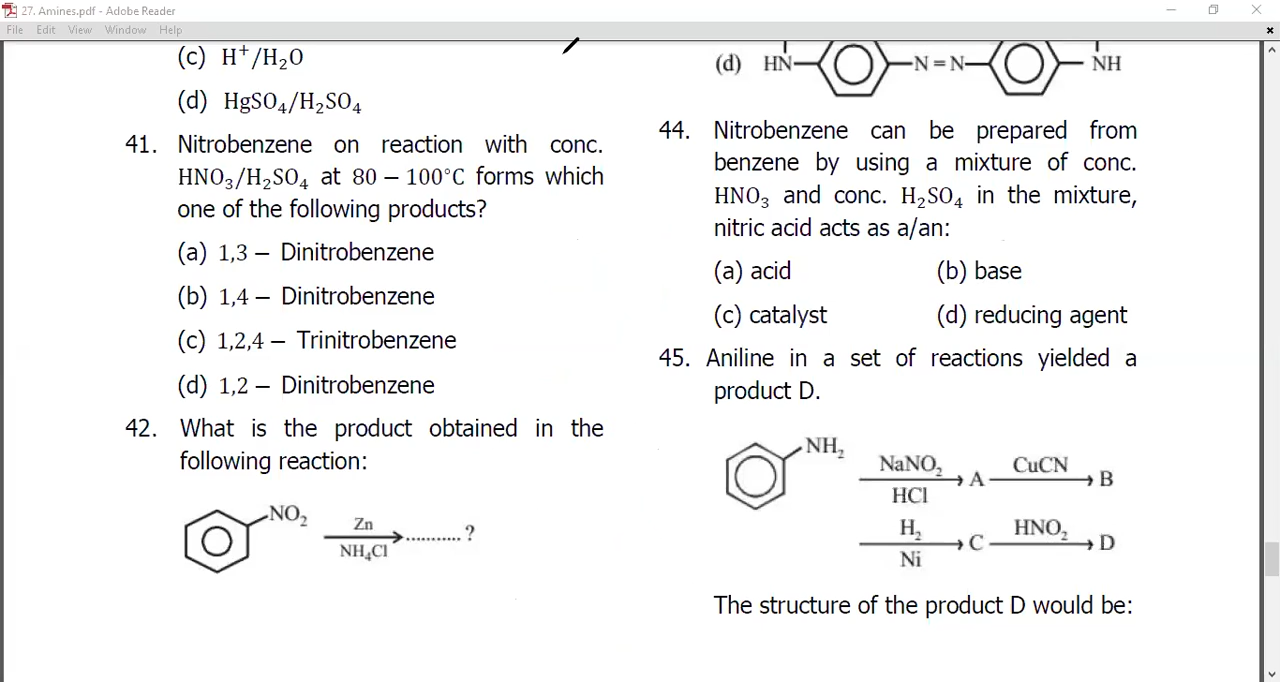 27. Amines.pdf - Adobe Reader
File Edit View Window Help
(c) H⁺/H₂O
(d) HgSO₄/H₂SO₄
41. Nitrobenzene on reaction with conc.
HNO₃/H₂SO₄ at 80 – 100°C forms which
one of the following products?
(a) 1,3 – Dinitrobenzene
(b) 1,4 – Dinitrobenzene
(c) 1,2,4 – Trinitrobenzene
(d) 1,2 – Dinitrobenzene
42. What is the product obtained in the
following reaction:
NO₂
Zn
NH₄Cl
........... ?
(d) HN N = N NH
44. Nitrobenzene can be prepared from
benzene by using a mixture of conc.
HNO₃ and conc. H₂SO₄ in the mixture,
nitric acid acts as a/an:
(a) acid (b) base
(c) catalyst (d) reducing agent
45. Aniline in a set of reactions yielded a
product D.
NH₂
NaNO₂ CuCN
A B
HCl
H₂ HNO₂
C D
Ni
The structure of the product D would be: